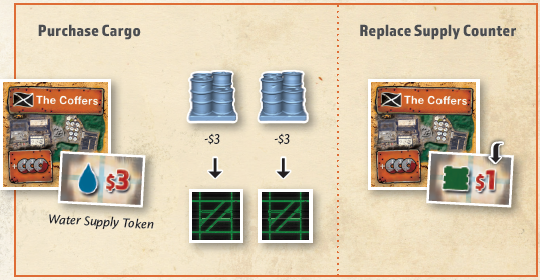 Purchase Cargo
Replace Supply Counter
The Coffers
$3
Water Supply Token
-$3
-$3
The Coffers
$1